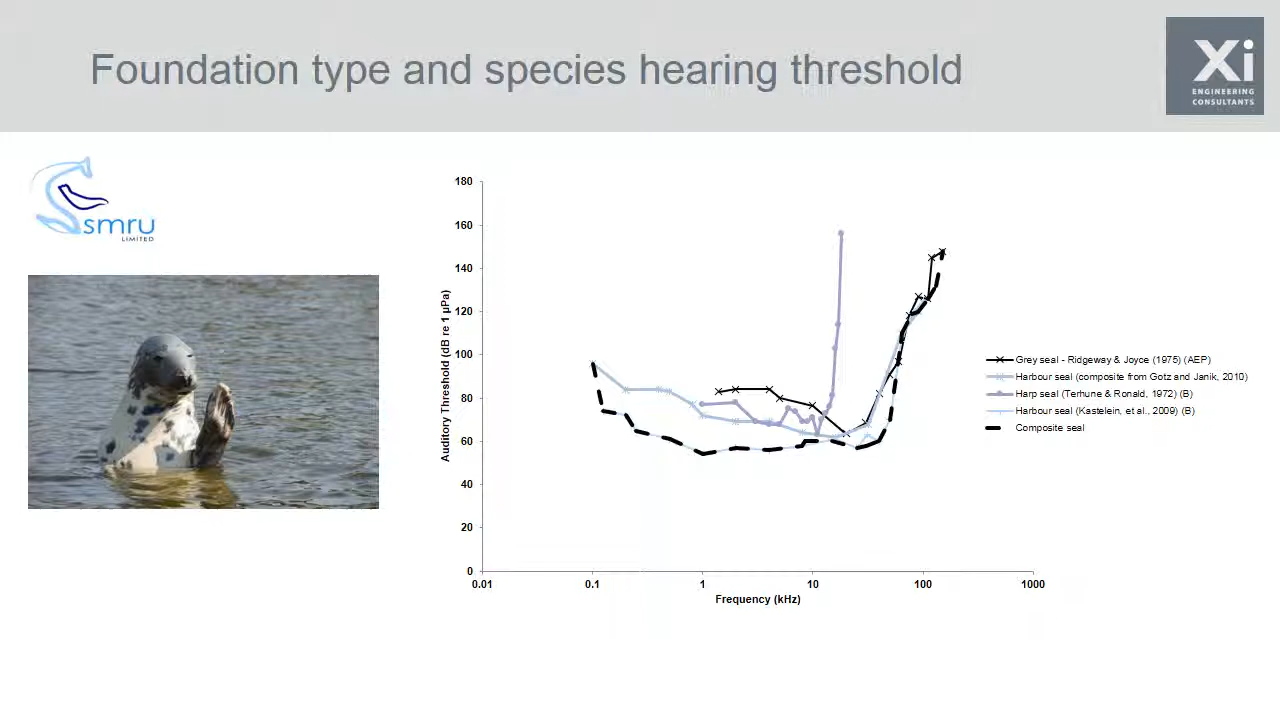 Foundation type and species hearing threshold
Xi
ENGINEERING
CONSULTANTS
smru
LIMITED
180
160
140
120
100
80
60
40
20
0
Auditory Threshold (dB re 1 µPa)
0.01
0.1
1
10
100
1000
Frequency (kHz)
Grey seal - Ridgeway & Joyce (1975) (AEP)
Harbour seal (composite from Gotz and Janik, 2010)
Harp seal (Terhune & Ronald, 1972) (B)
Harbour seal (Kastelein, et al., 2009) (B)
Composite seal